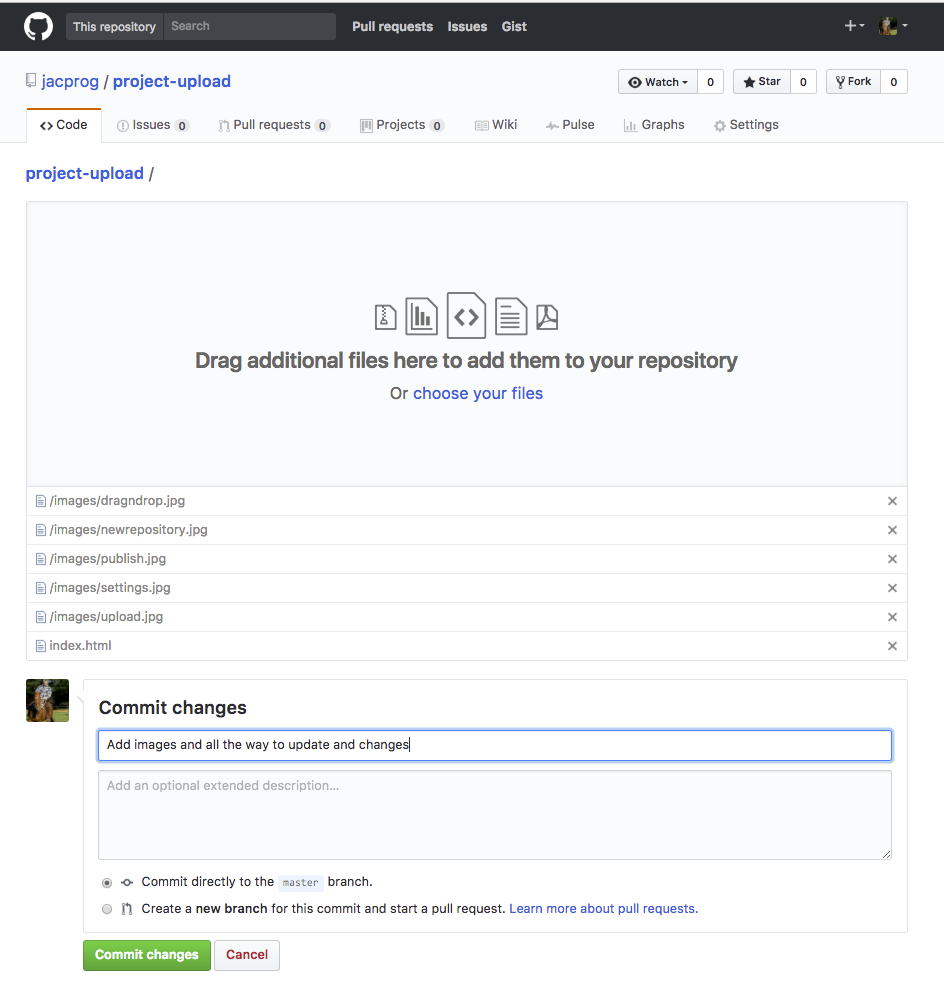 This repository Search Pull requests Issues Gist
jacprog / project-upload Watch 0 Star 0 Fork 0
Code Issues 0 Pull requests 0 Projects 0 Wiki Pulse Graphs Settings
project-upload /
Drag additional files here to add them to your repository
Or choose your files
/images/dragndrop.jpg
/images/newrepository.jpg
/images/publish.jpg
/images/settings.jpg
/images/upload.jpg
index.html
Commit changes
Add images and all the way to update and changes
Add an optional extended description...
Commit directly to the master branch.
Create a new branch for this commit and start a pull request. Learn more about pull requests.
Commit changes Cancel